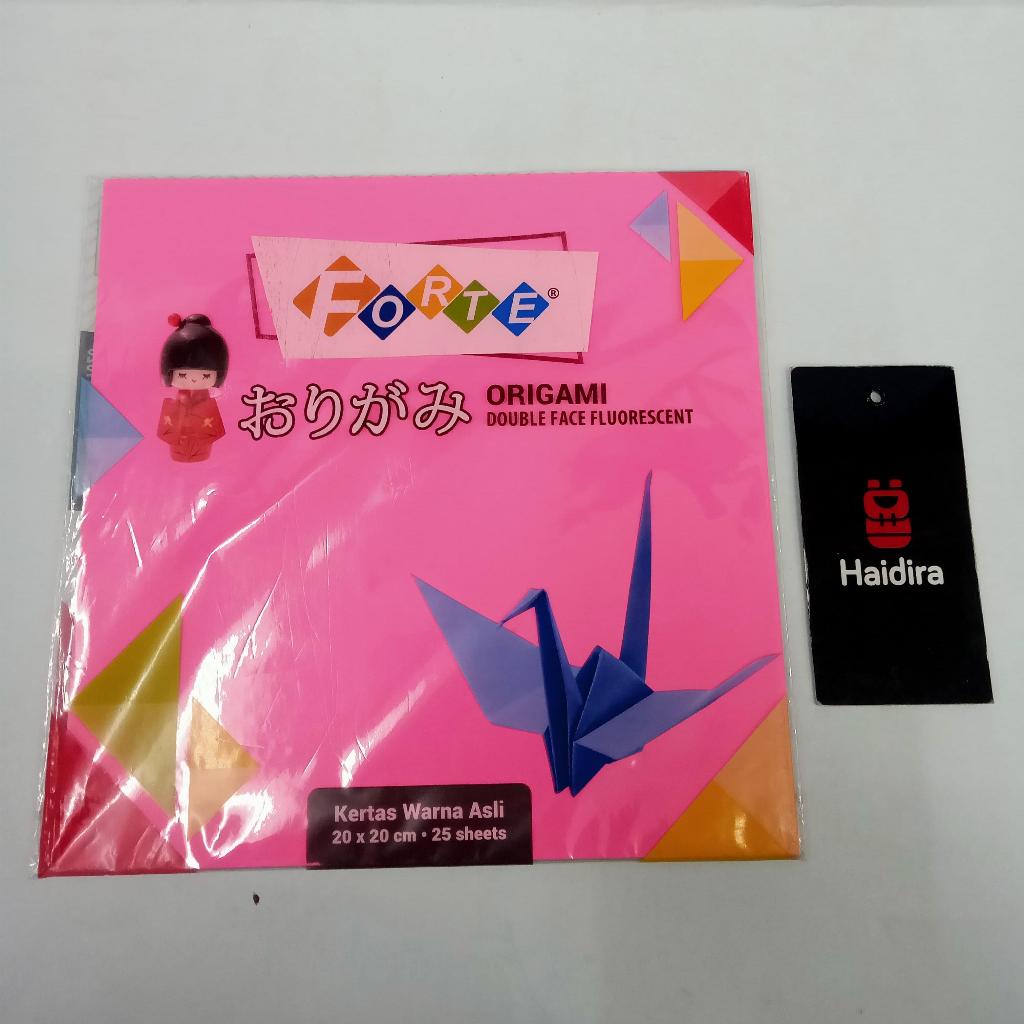 FORTE®
おりがみ
ORIGAMI
DOUBLE FACE FLUORESCENT
Kertas Warna Asli
20 x 20 cm • 25 sheets
Haidira